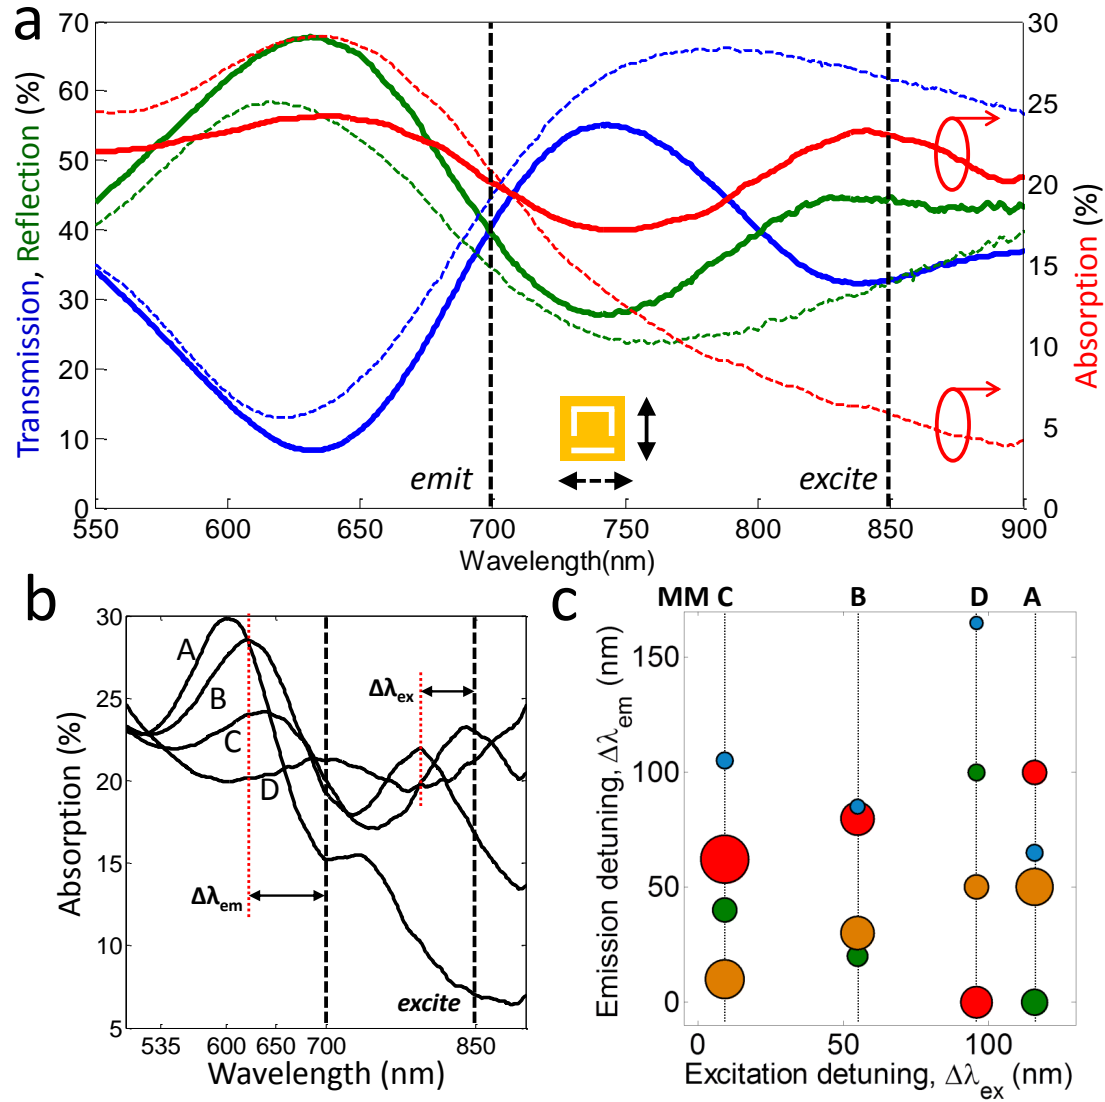 a
70
60
50
40
30
20
10
0
Transmission, Reflection (%)
30
25
20
15
10
5
0
Absorption (%)
emit
excite
550 600 650 700 750 800 850 900
Wavelength(nm)
b
30
25
20
15
10
5
Absorption (%)
A
B
C
D
Δλex
Δλem
excite
535 600 650 700 850
Wavelength (nm)
c
MM C B D A
150
100
50
0
Emission detuning, Δλem (nm)
0 50 100
Excitation detuning, Δλex (nm)